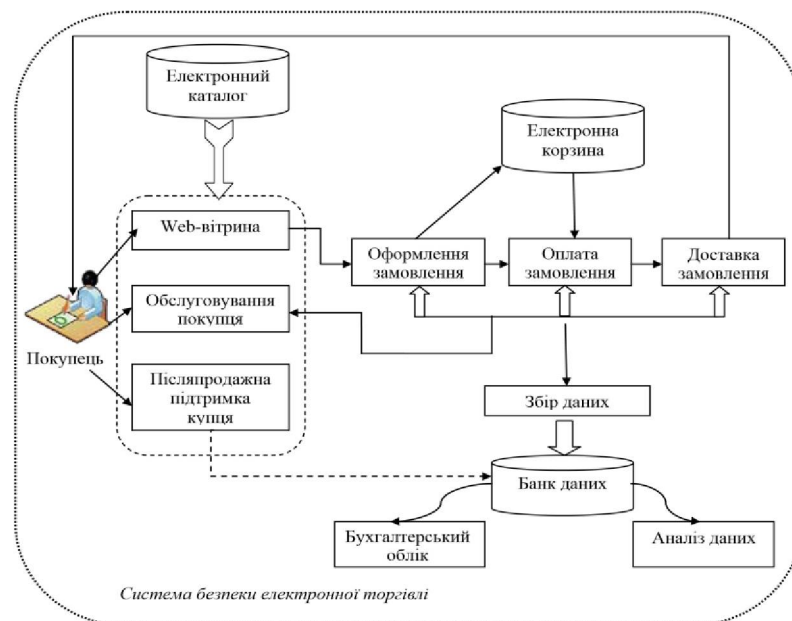 Електронний
каталог
Електронна
корзина
Web-вітрина
Оформлення
замовлення
Оплата
замовлення
Доставка
замовлення
Обслуговування
покупця
Покупець
Післяпродажна
підтримка
купця
Збір даних
Банк даних
Бухгалтерський
облік
Аналіз даних
Система безпеки електронної торгівлі